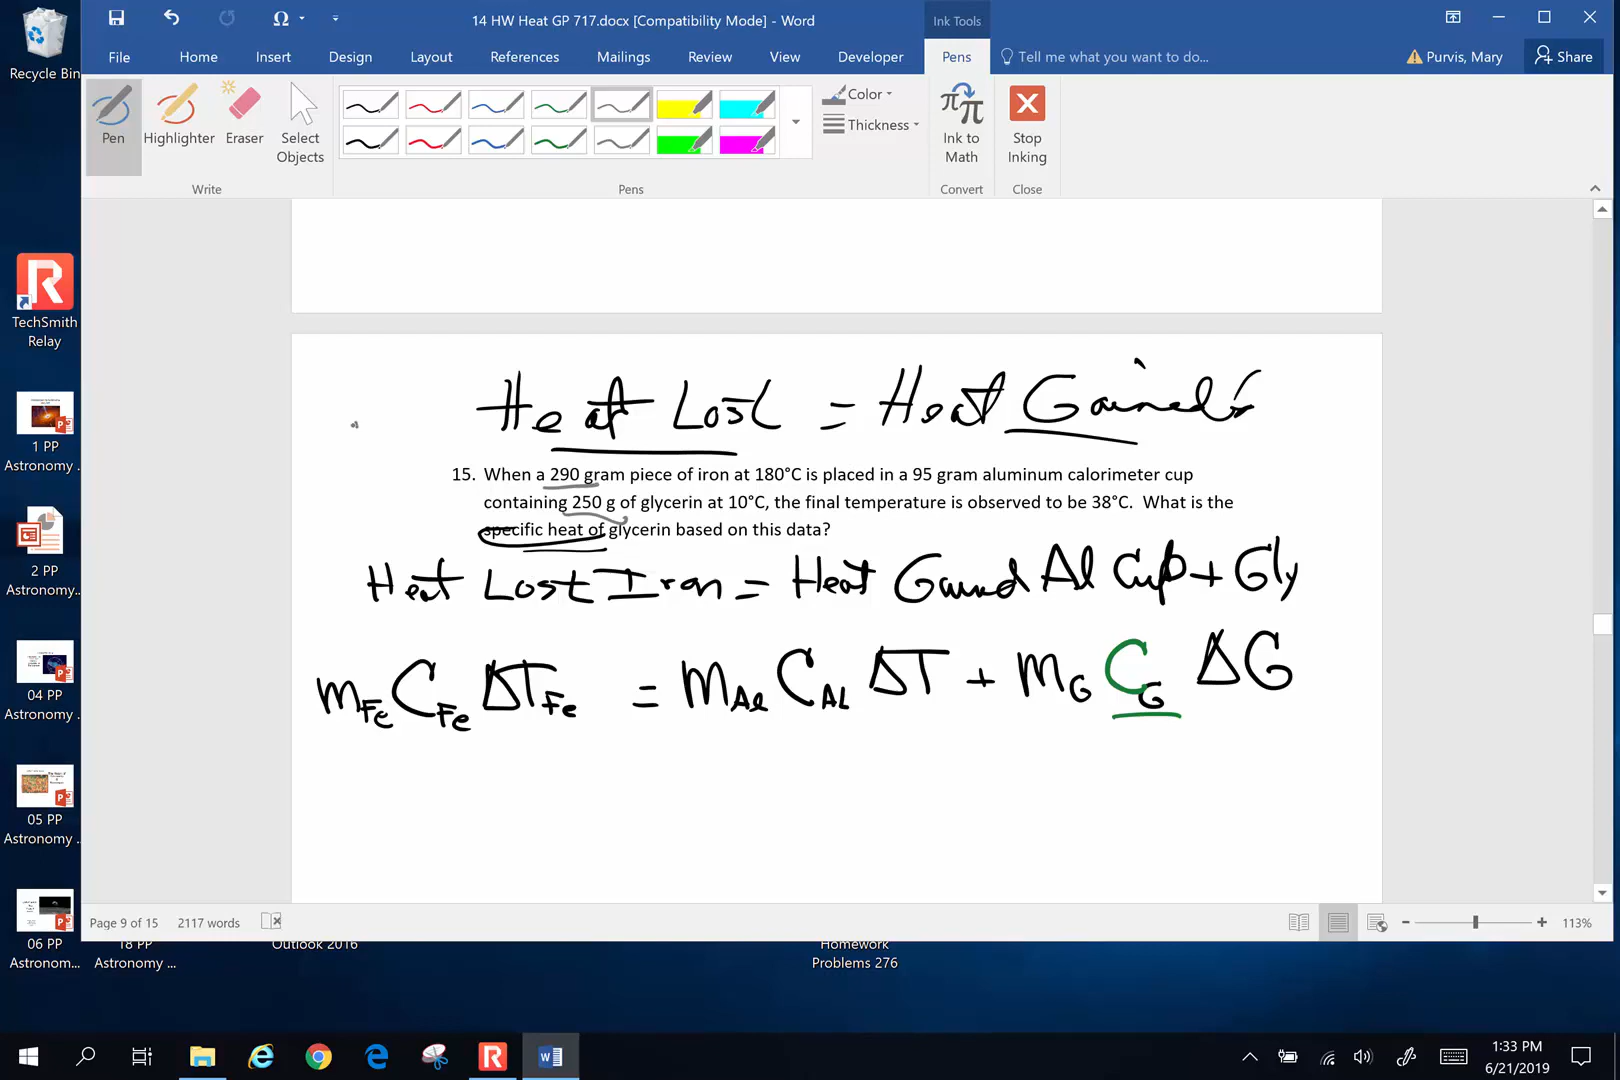 Recycle Bin
TechSmith Relay
1 PP Astronomy ...
2 PP Astronomy...
04 PP Astronomy ...
05 PP Astronomy ...
06 PP Astronom...
18 PP Astronomy ...
Outlook 2016
Homework Problems 276
14 HW Heat GP 717.docx [Compatibility Mode] - Word
Ink Tools
File Home Insert Design Layout References Mailings Review View Developer Pens Tell me what you want to do...
Purvis, Mary
Share
Pen Highlighter Eraser Select Objects
Color
Thickness
Ink to Math
Stop Inking
Write Pens Convert Close
Heat Lost = Heat Gained
15. When a 290 gram piece of iron at 180°C is placed in a 95 gram aluminum calorimeter cup
containing 250 g of glycerin at 10°C, the final temperature is observed to be 38°C. What is the
specific heat of glycerin based on this data?
Heat Lost Iron = Heat Gained Al Cup + Gly
m_Fe C_Fe ΔT_Fe = m_Al C_AL ΔT + m_G C_G ΔG
Page 9 of 15 2117 words
113%
1:33 PM
6/21/2019